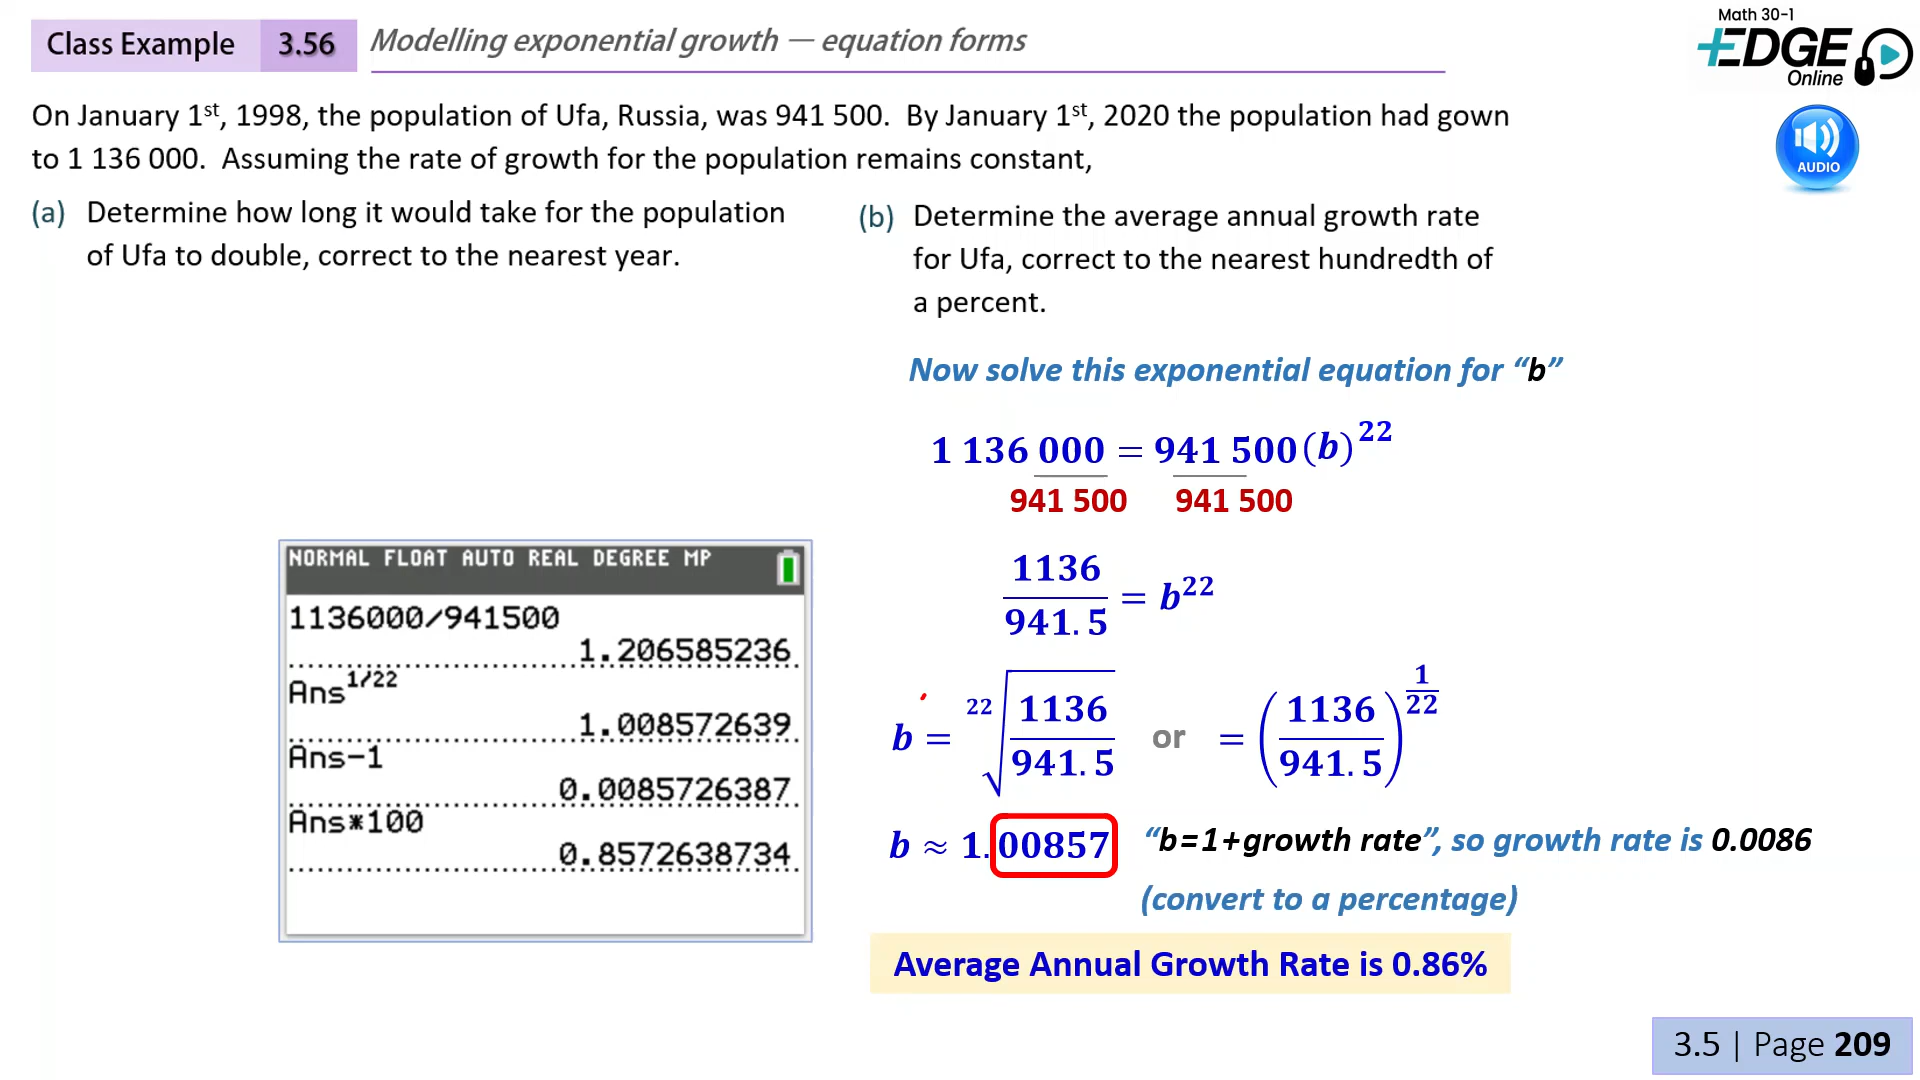 Class Example 3.56 Modelling exponential growth — equation forms
Math 30-1
EDGE
Online
AUDIO
On January 1st, 1998, the population of Ufa, Russia, was 941 500. By January 1st, 2020 the population had gown
to 1 136 000. Assuming the rate of growth for the population remains constant,
(a) Determine how long it would take for the population
of Ufa to double, correct to the nearest year.
(b) Determine the average annual growth rate
for Ufa, correct to the nearest hundredth of
a percent.
Now solve this exponential equation for “b”
1 136 000 = 941 500(b)^22
941 500 941 500
1136/941.5 = b^22
b = ^22√(1136/941.5) or = (1136/941.5)^(1/22)
b ≈ 1.00857 “b=1+growth rate”, so growth rate is 0.0086
(convert to a percentage)
Average Annual Growth Rate is 0.86%
NORMAL FLOAT AUTO REAL DEGREE MP
1136000/941500
1.206585236
Ans^1/22
1.008572639
Ans-1
0.0085726387
Ans*100
0.8572638734
3.5 | Page 209